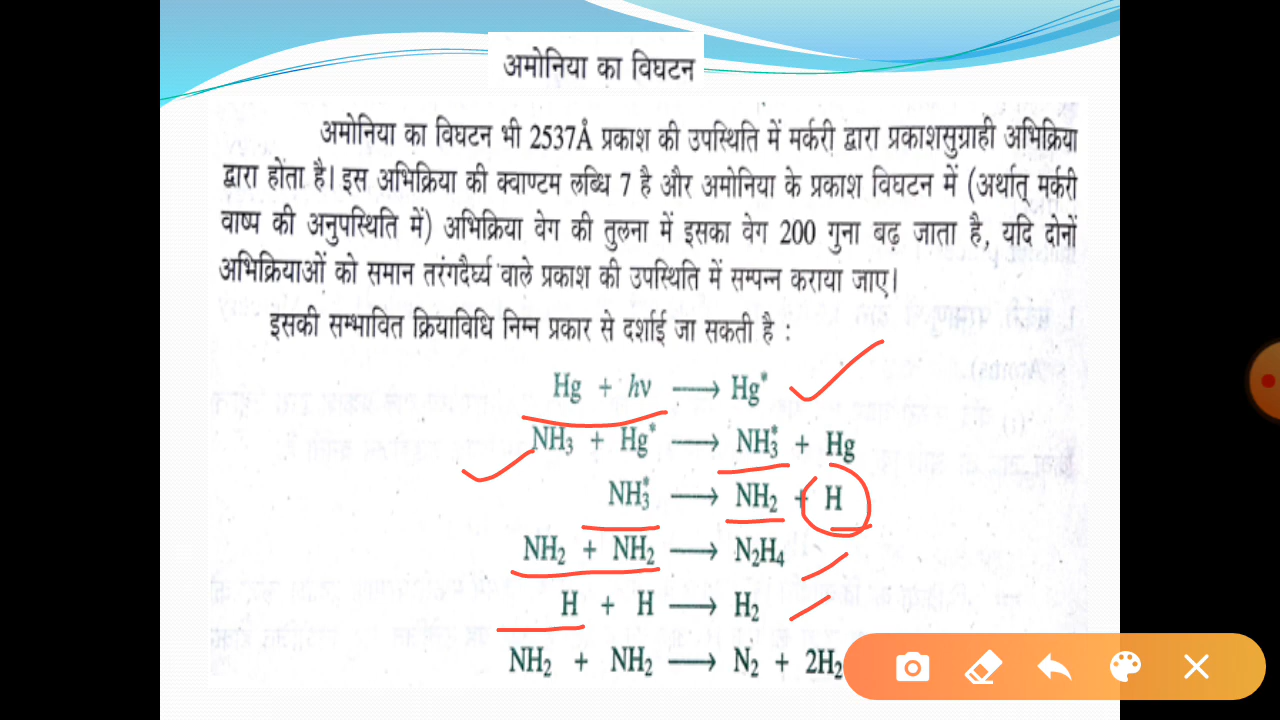 अमोनिया का विघटन
अमोनिया का विघटन भी 2537Å प्रकाश की उपस्थिति में मर्करी द्वारा प्रकाशसुग्राही अभिक्रिया
द्वारा होंता है। इस अभिक्रिया की क्वाण्टम लब्धि 7 है और अमोनिया के प्रकाश विघटन में (अर्थात् मर्करी
वाष्प की अनुपस्थिति में) अभिक्रिया वेग की तुलना में इसका वेग 200 गुना बढ़ जाता है, यदि दोनों
अभिक्रियाओं को समान तरंगदैर्घ्य वाले प्रकाश की उपस्थिति में सम्पन्न कराया जाए।
इसकी सम्भावित क्रियाविधि निम्न प्रकार से दर्शाई जा सकती है :
Hg + hν ⟶ Hg*
NH₃ + Hg* ⟶ NH₃* + Hg
NH₃* ⟶ NH₂ + H
NH₂ + NH₂ ⟶ N₂H₄
H + H ⟶ H₂
NH₂ + NH₂ ⟶ N₂ + 2H₂